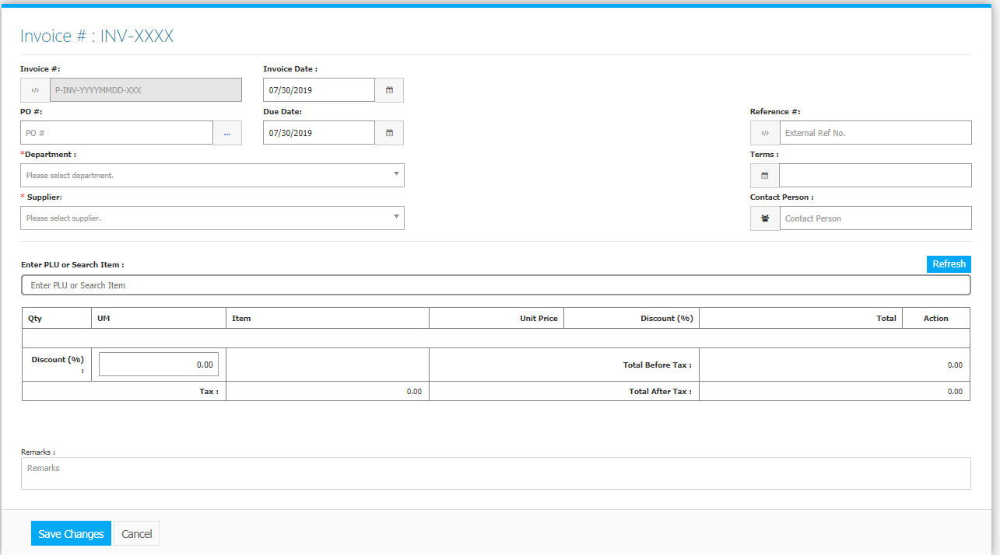 Invoice # : INV-XXXX
Invoice #:
Invoice Date :
</> P-INV-YYYYMMDD-XXX
07/30/2019
PO #:
Due Date:
Reference #:
PO #
...
07/30/2019
</> External Ref No.
*Department :
Terms :
Please select department.
* Supplier:
Contact Person :
Please select supplier.
Contact Person
Enter PLU or Search Item :
Refresh
Enter PLU or Search Item
Qty UM Item Unit Price Discount (%) Total Action
Discount (%)
:
0.00
Total Before Tax :
0.00
Tax :
0.00
Total After Tax :
0.00
Remarks :
Remarks
Save Changes
Cancel